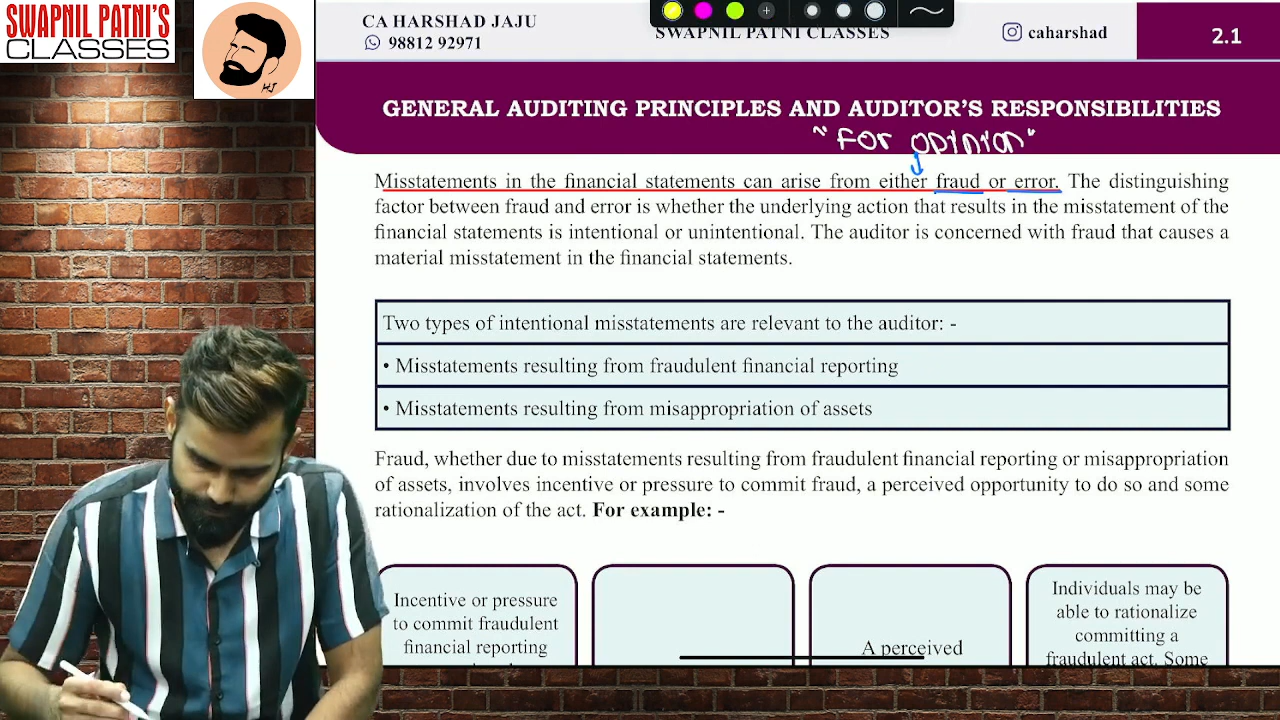 SWAPNIL PATNI'S
CLASSES
HJ
CA HARSHAD JAJU
98812 92971
SWAPNIL PATNI CLASSES
caharshad
2.1
GENERAL AUDITING PRINCIPLES AND AUDITOR'S RESPONSIBILITIES
"For opinion"
Misstatements in the financial statements can arise from either fraud or error. The distinguishing
factor between fraud and error is whether the underlying action that results in the misstatement of the
financial statements is intentional or unintentional. The auditor is concerned with fraud that causes a
material misstatement in the financial statements.
Two types of intentional misstatements are relevant to the auditor: -
• Misstatements resulting from fraudulent financial reporting
• Misstatements resulting from misappropriation of assets
Fraud, whether due to misstatements resulting from fraudulent financial reporting or misappropriation
of assets, involves incentive or pressure to commit fraud, a perceived opportunity to do so and some
rationalization of the act. For example: -
Incentive or pressure
to commit fraudulent
financial reporting
A perceived
Individuals may be
able to rationalize
committing a
fraudulent act. Some